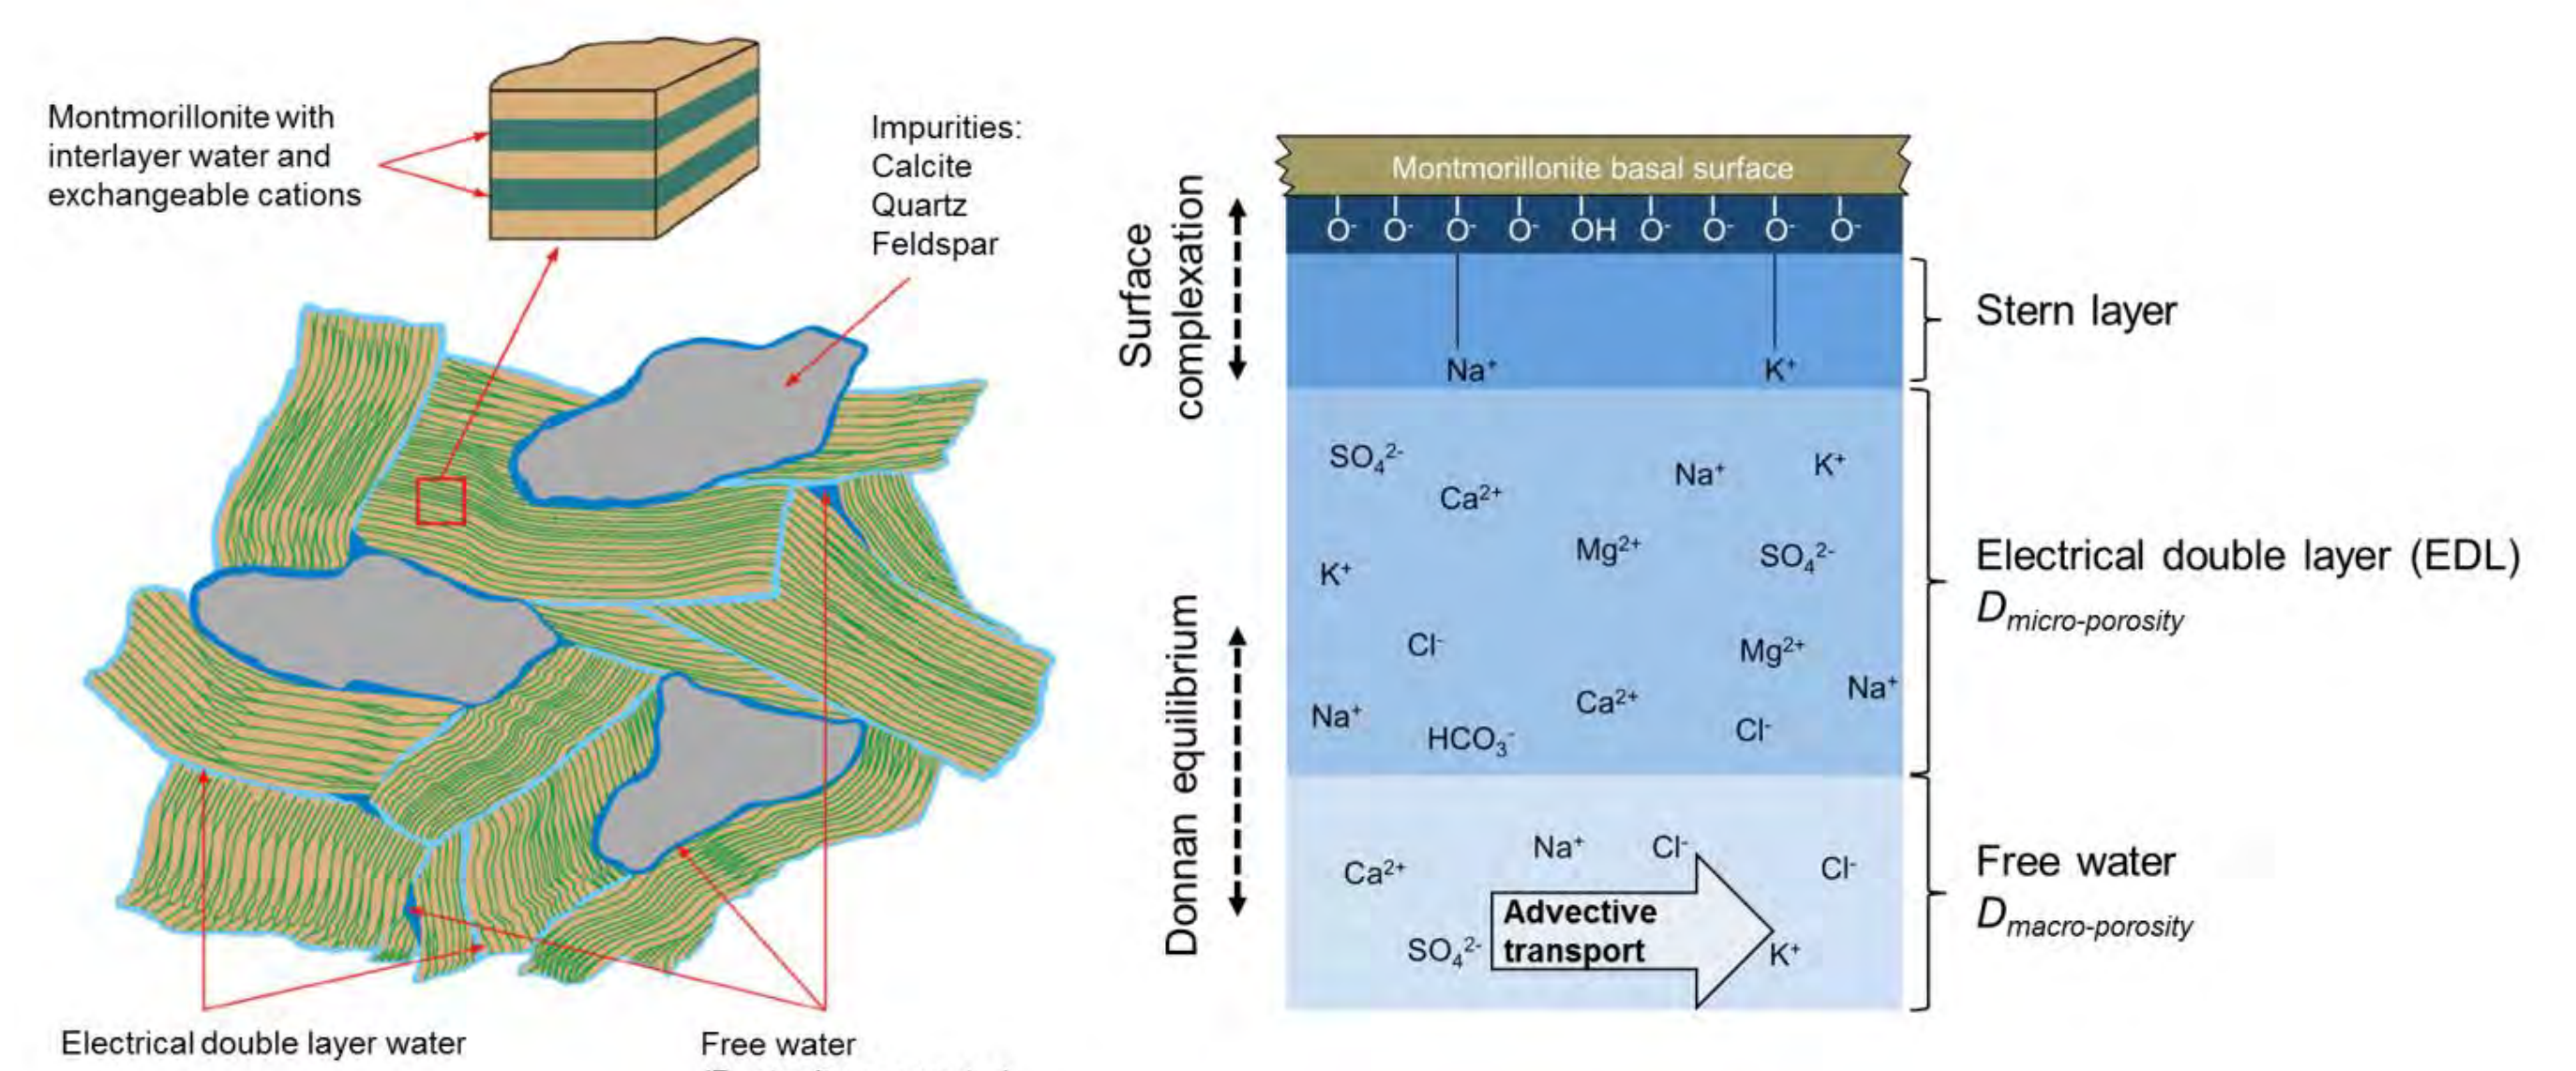 Montmorillonite with
interlayer water and
exchangeable cations
Impurities:
Calcite
Quartz
Feldspar
Electrical double layer water
Free water
Surface
complexation
Donnan equilibrium
Montmorillonite basal surface
O⁻ O⁻ O⁻ O⁻ OH O⁻ O⁻ O⁻ O⁻
Na⁺ K⁺
Stern layer
SO₄²⁻ Ca²⁺ Na⁺ K⁺
K⁺ Mg²⁺ SO₄²⁻
Cl⁻ Mg²⁺
Na⁺ HCO₃⁻ Ca²⁺ Cl⁻ Na⁺
Electrical double layer (EDL)
D micro-porosity
Ca²⁺ Na⁺ Cl⁻ Cl⁻
SO₄²⁻ K⁺
Advective
transport
Free water
D macro-porosity